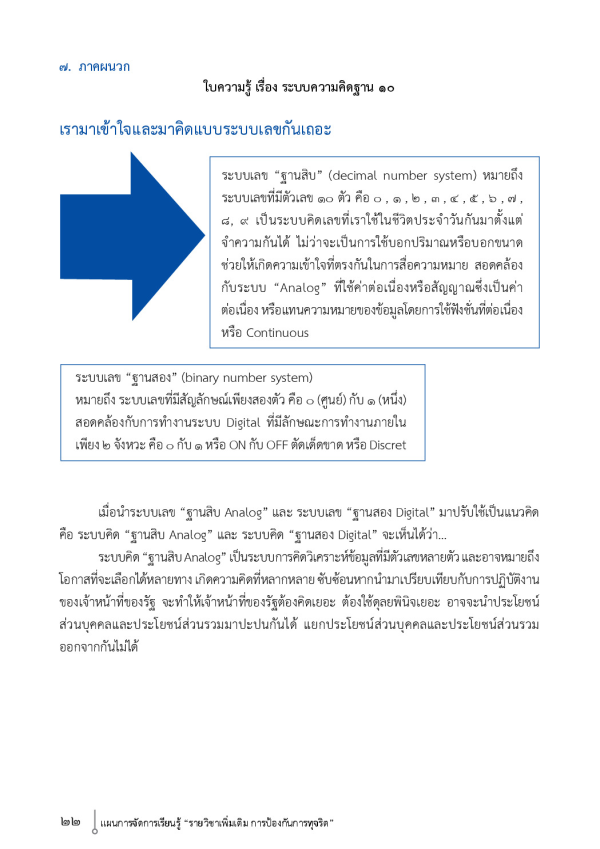 ๗. ภาคผนวก
ใบความรู้ เรื่อง ระบบความคิดฐาน ๑๐
เรามาเข้าใจและมาคิดแบบระบบเลขกันเถอะ
ระบบเลข “ฐานสิบ” (decimal number system) หมายถึง
ระบบเลขที่มีตัวเลข ๑๐ ตัว คือ ๐ , ๑ , ๒ , ๓ , ๔ , ๕ , ๖ , ๗ ,
๘, ๙ เป็นระบบคิดเลขที่เราใช้ในชีวิตประจำวันกันมาตั้งแต่
จำความกันได้ ไม่ว่าจะเป็นการใช้บอกปริมาณหรือบอกขนาด
ช่วยให้เกิดความเข้าใจที่ตรงกันในการสื่อความหมาย สอดคล้อง
กับระบบ “Analog” ที่ใช้ค่าต่อเนื่องหรือสัญญาณซึ่งเป็นค่า
ต่อเนื่อง หรือแทนความหมายของข้อมูลโดยการใช้ฟังชั่นที่ต่อเนื่อง
หรือ Continuous
ระบบเลข “ฐานสอง” (binary number system)
หมายถึง ระบบเลขที่มีสัญลักษณ์เพียงสองตัว คือ ๐ (ศูนย์) กับ ๑ (หนึ่ง)
สอดคล้องกับการทำงานระบบ Digital ที่มีลักษณะการทำงานภายใน
เพียง ๒ จังหวะ คือ ๐ กับ ๑ หรือ ON กับ OFF ตัดเด็ดขาด หรือ Discret
เมื่อนำระบบเลข “ฐานสิบ Analog” และ ระบบเลข “ฐานสอง Digital” มาปรับใช้เป็นแนวคิด
คือ ระบบคิด “ฐานสิบ Analog” และ ระบบคิด “ฐานสอง Digital” จะเห็นได้ว่า...
ระบบคิด “ฐานสิบ Analog” เป็นระบบการคิดวิเคราะห์ข้อมูลที่มีตัวเลขหลายตัว และอาจหมายถึง
โอกาสที่จะเลือกได้หลายทาง เกิดความคิดที่หลากหลาย ซับซ้อนหากนำมาเปรียบเทียบกับการปฏิบัติงาน
ของเจ้าหน้าที่ของรัฐ จะทำให้เจ้าหน้าที่ของรัฐต้องคิดเยอะ ต้องใช้ดุลยพินิจเยอะ อาจจะนำประโยชน์
ส่วนบุคคลและประโยชน์ส่วนรวมมาปะปนกันได้ แยกประโยชน์ส่วนบุคคลและประโยชน์ส่วนรวม
ออกจากกันไม่ได้
๒๒ แผนการจัดการเรียนรู้ “รายวิชาเพิ่มเติม การป้องกันการทุจริต”